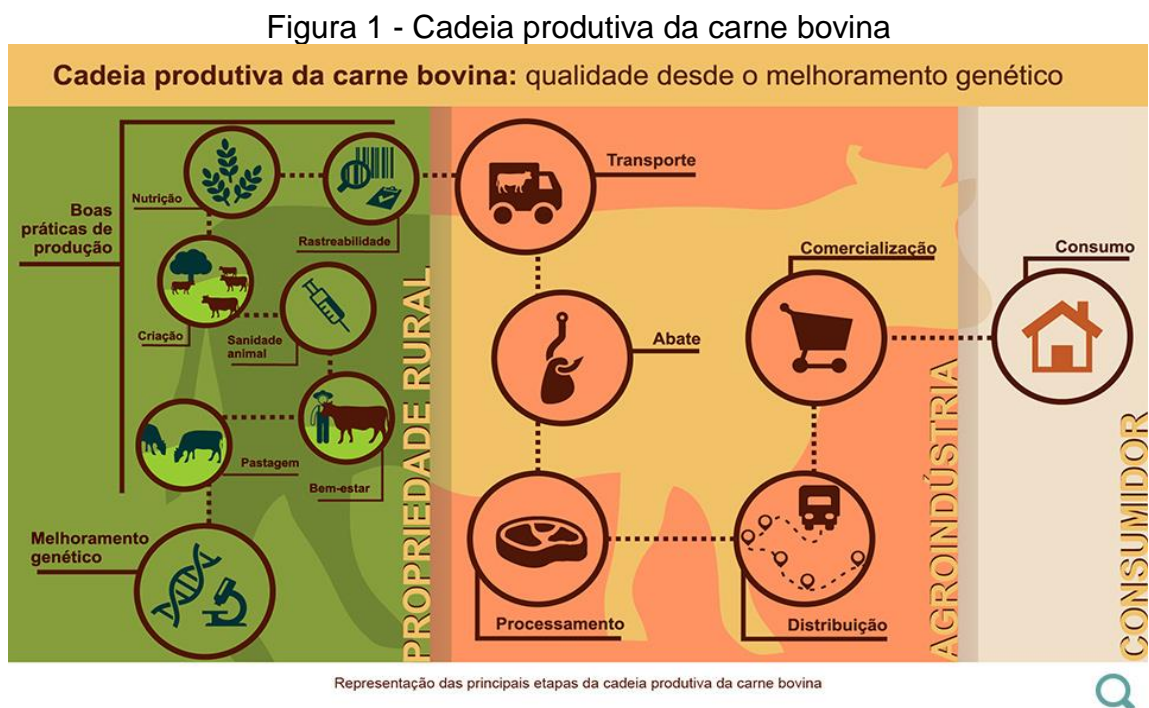 Figura 1 - Cadeia produtiva da carne bovina
Cadeia produtiva da carne bovina: qualidade desde o melhoramento genético
Boas
práticas de
produção
Nutrição
Rastreabilidade
Criação
Sanidade
animal
Pastagem
Bem-estar
Melhoramento
genético
PROPRIEDADE RURAL
Transporte
Abate
Processamento
Distribuição
Comercialização
AGROINDÚSTRIA
Consumo
CONSUMIDOR
Representação das principais etapas da cadeia produtiva da carne bovina